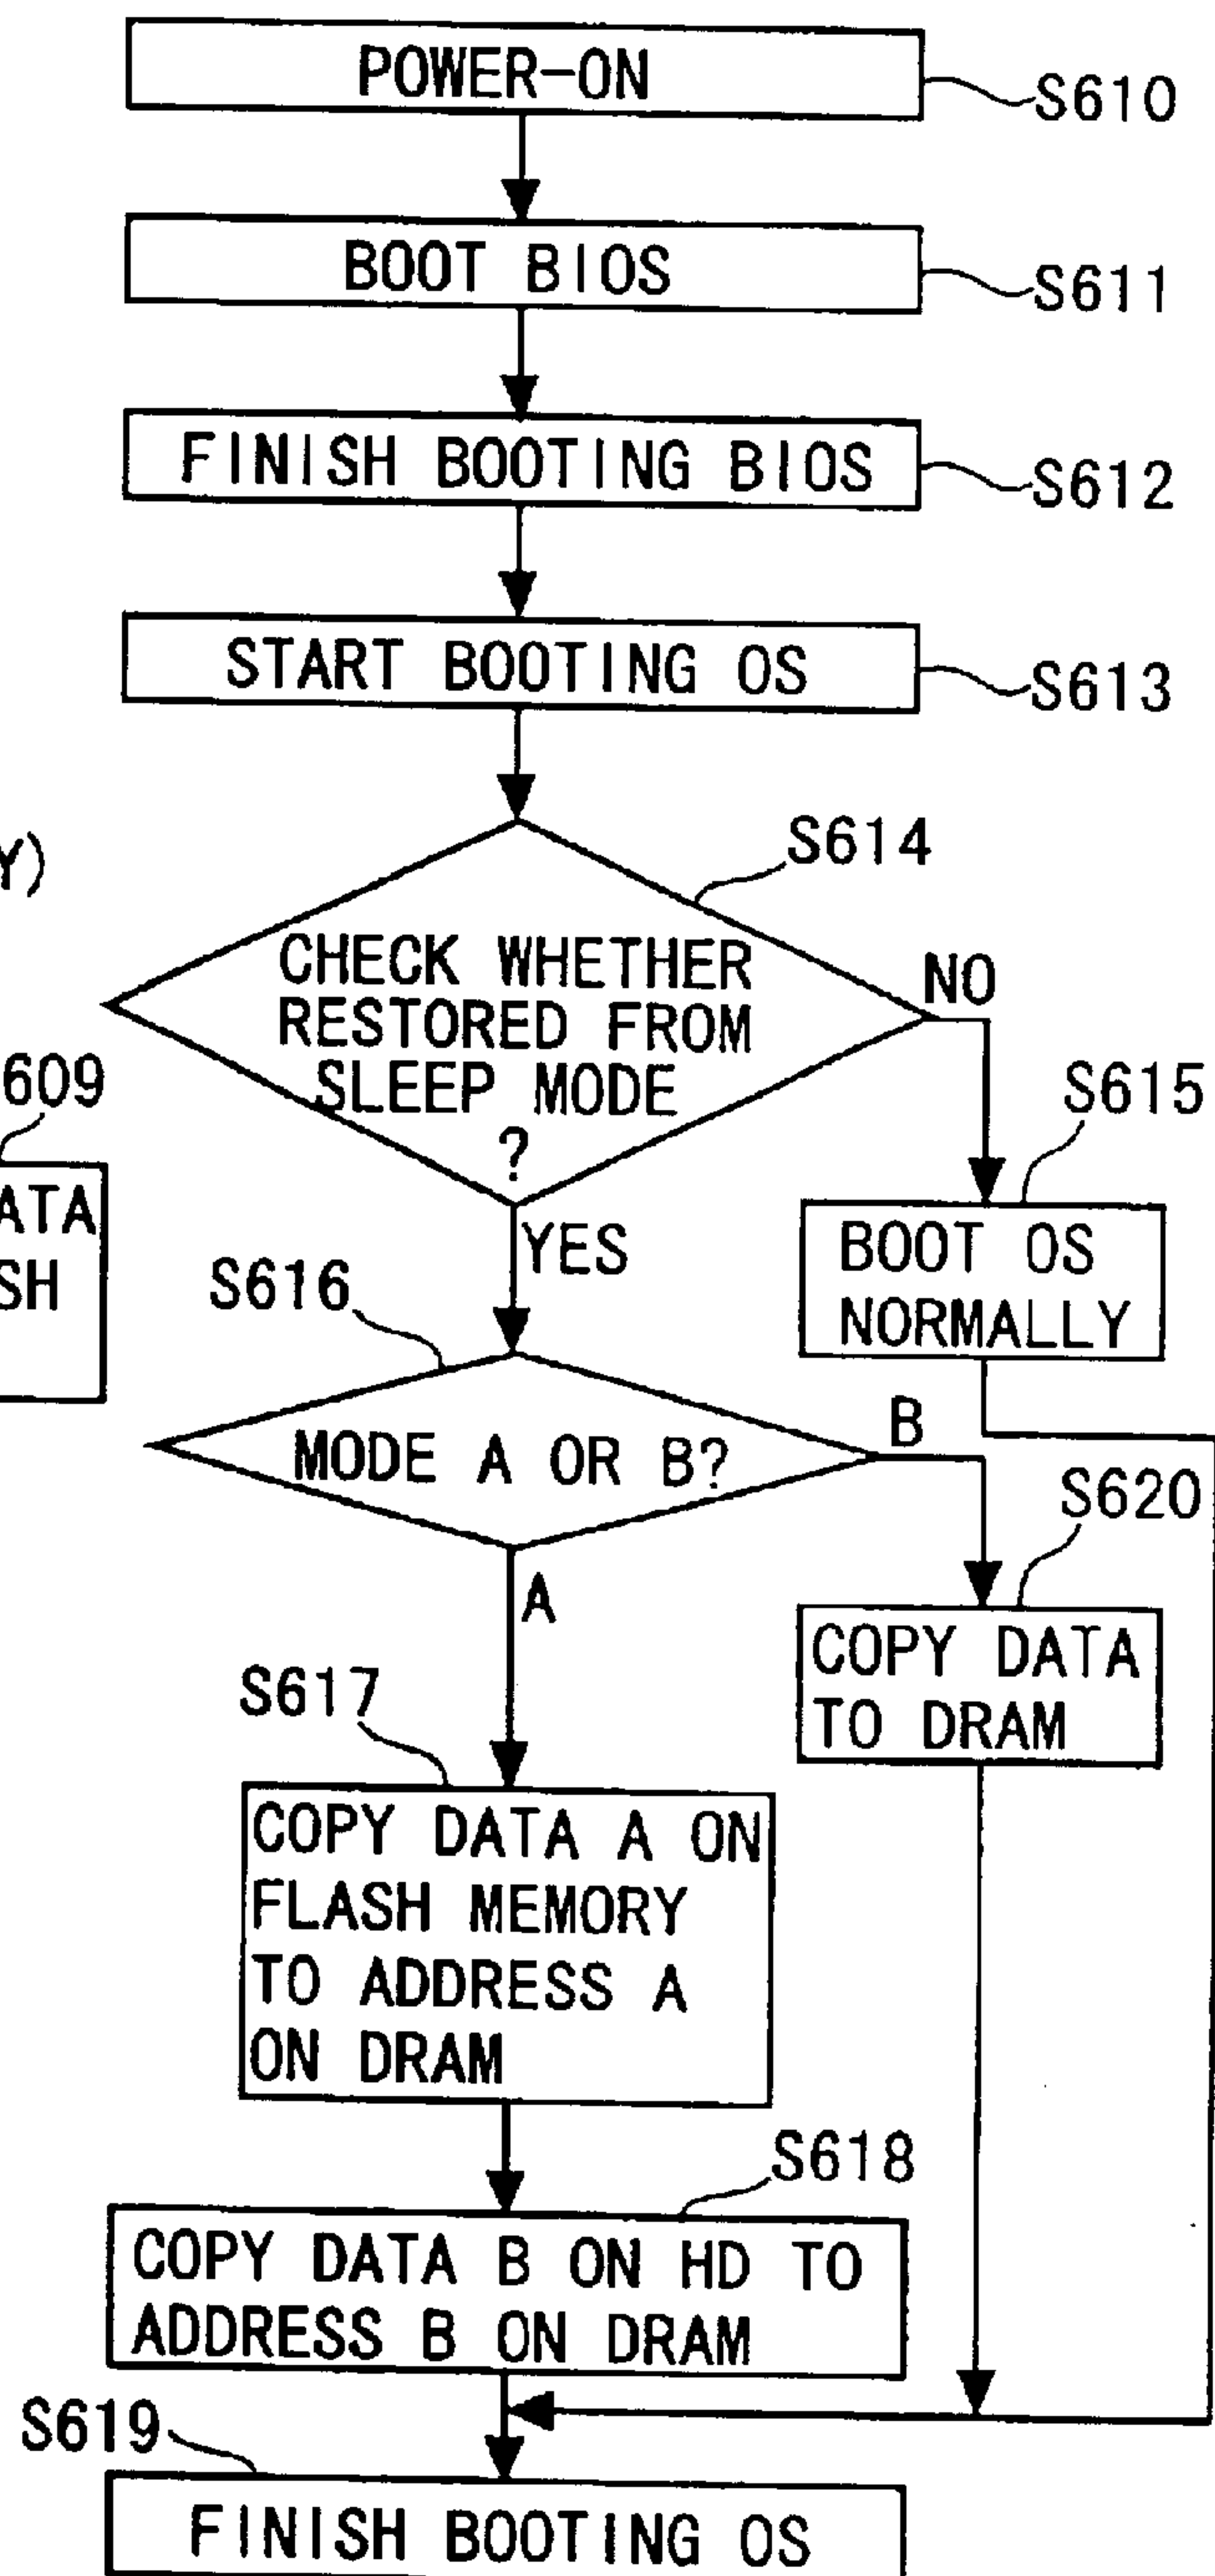 POWER-ON
S610
BOOT BIOS
S611
FINISH BOOTING BIOS
S612
START BOOTING OS
S613
S614
CHECK WHETHER
RESTORED FROM
SLEEP MODE
?
NO
YES
Y)
609
ATA
SH
S615
BOOT OS
NORMALLY
S616
MODE A OR B?
B
A
S620
COPY DATA
TO DRAM
S617
COPY DATA A ON
FLASH MEMORY
TO ADDRESS A
ON DRAM
S618
COPY DATA B ON HD TO
ADDRESS B ON DRAM
S619
FINISH BOOTING OS